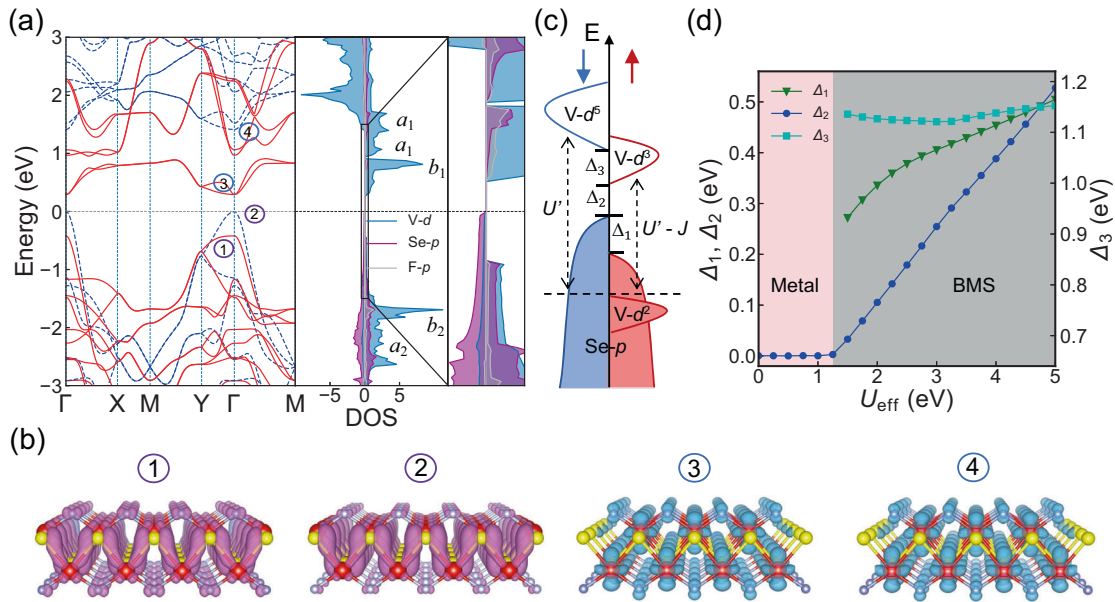 (a)
3
2
1
0
−1
−2
−3
Energy (eV)
Γ
X
M
Y
Γ
M
1
2
3
4
a₁
a₁
b₁
b₂
a₂
V-d
Se-p
F-p
−5
0
5
DOS
(c)
E
V-d⁵
V-d³
Δ₃
Δ₂
Δ₁
U'
U' - J
V-d²
Se-p
(d)
Δ₁
Δ₂
Δ₃
Metal
BMS
0.5
0.4
0.3
0.2
0.1
0.0
Δ₁, Δ₂ (eV)
1.2
1.1
1.0
0.9
0.8
0.7
Δ₃ (eV)
0
1
2
3
4
5
U_eff (eV)
(b)
1
2
3
4